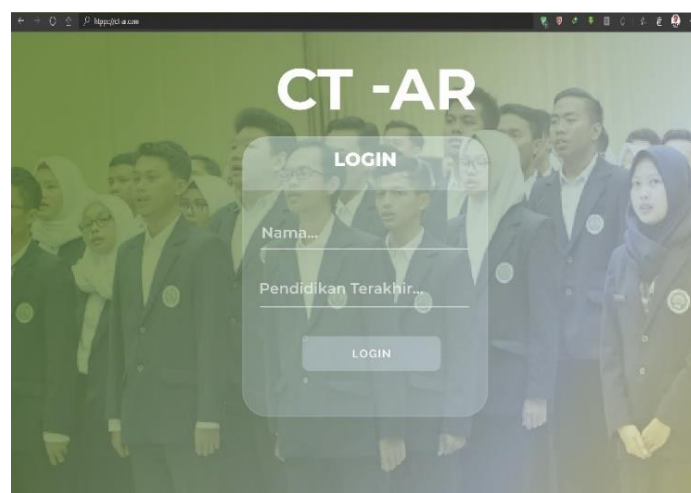 CT -AR
LOGIN
Nama...
Pendidikan Terakhir...
LOGIN